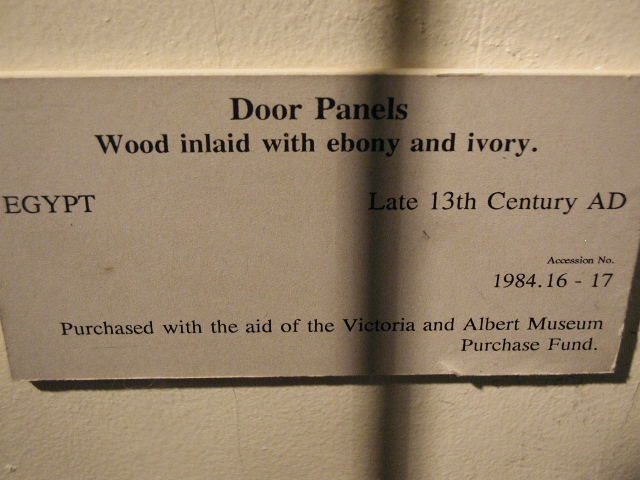 Door Panels
Wood inlaid with ebony and ivory.
EGYPT Late 13th Century AD
Accession No.
1984.16 - 17
Purchased with the aid of the Victoria and Albert Museum
Purchase Fund.